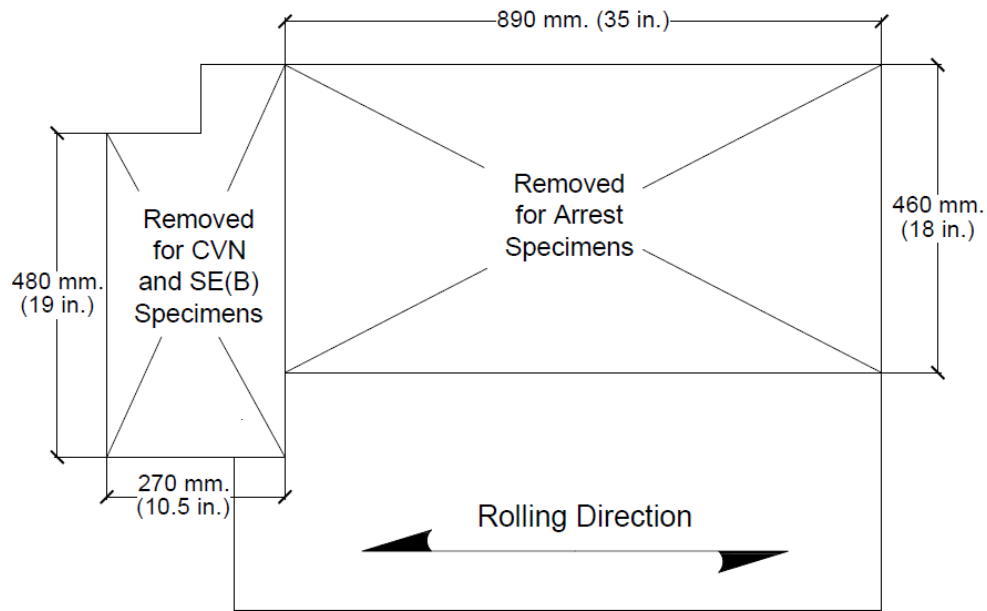 890 mm. (35 in.)
Removed
for Arrest
Specimens
460 mm.
(18 in.)
Removed
for CVN
and SE(B)
Specimens
480 mm.
(19 in.)
270 mm.
(10.5 in.)
Rolling Direction